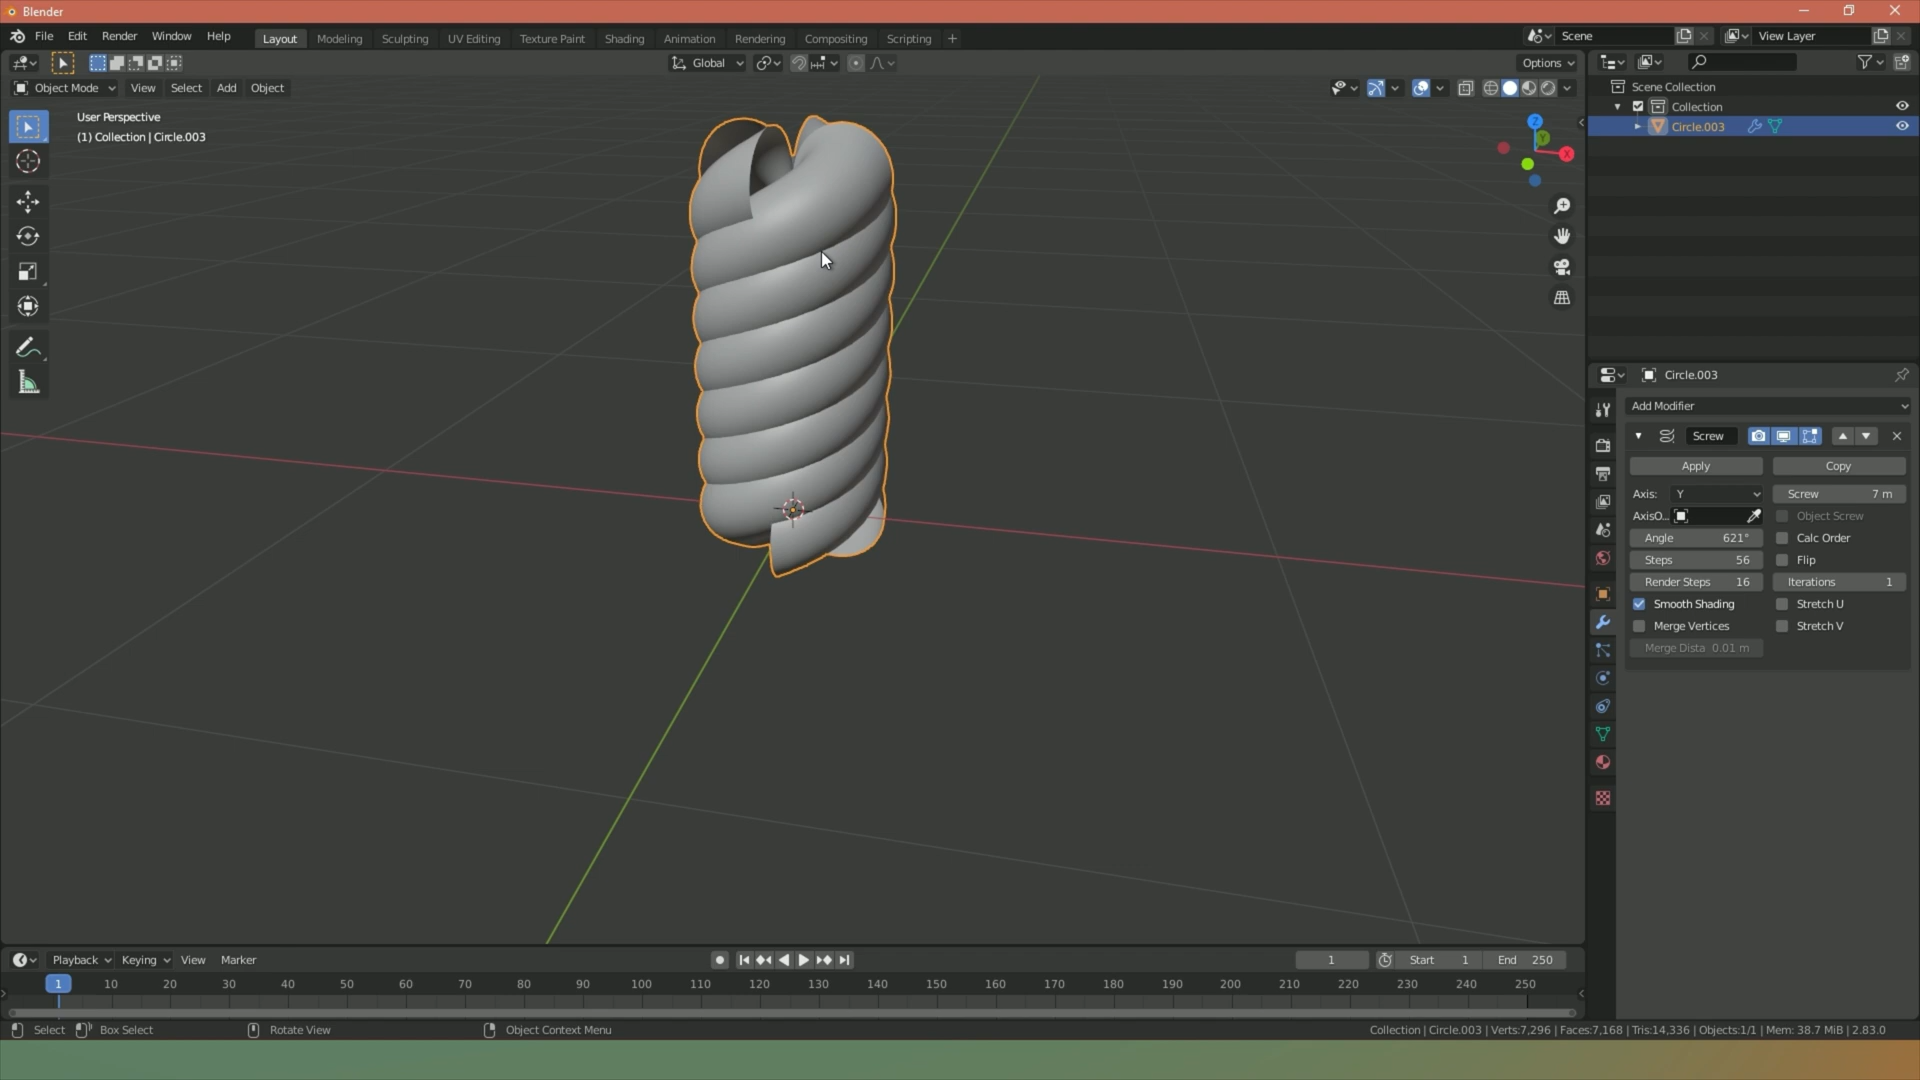 Blender
File Edit Render Window Help Layout Modeling Sculpting UV Editing Texture Paint Shading Animation Rendering Compositing Scripting + Scene View Layer
Global Options
Object Mode View Select Add Object
User Perspective
(1) Collection | Circle.003
Z
Y
X
Scene Collection
Collection
Circle.003
Circle.003
Add Modifier
Screw
Apply Copy
Axis: Y Screw 7 m
AxisO... Object Screw
Angle 621° Calc Order
Steps 56 Flip
Render Steps 16 Iterations 1
Smooth Shading Stretch U
Merge Vertices Stretch V
Merge Dista 0.01 m
Playback Keying View Marker 1 Start 1 End 250
1 10 20 30 40 50 60 70 80 90 100 110 120 130 140 150 160 170 180 190 200 210 220 230 240 250
Select Box Select Rotate View Object Context Menu Collection | Circle.003 | Verts:7,296 | Faces:7,168 | Tris:14,336 | Objects:1/1 | Mem: 38.7 MiB | 2.83.0